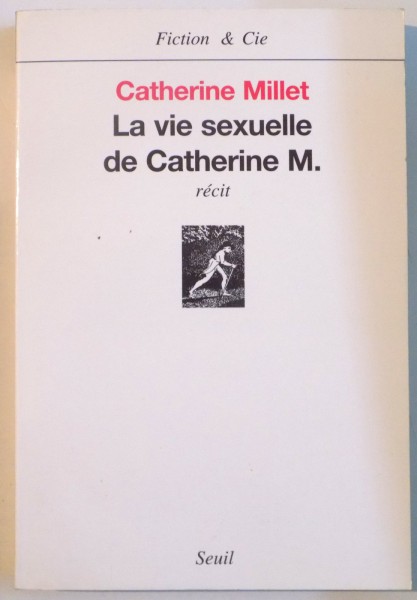 Fiction & Cie
Catherine Millet
La vie sexuelle
de Catherine M.
récit
Seuil